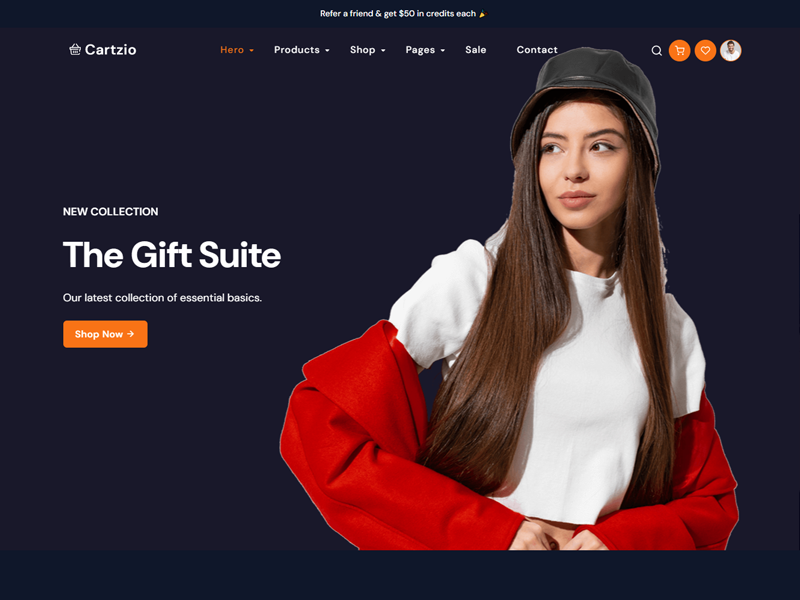 Refer a friend & get $50 in credits each 🎉
Cartzio
Hero Products Shop Pages Sale Contact
NEW COLLECTION
The Gift Suite
Our latest collection of essential basics.
Shop Now →